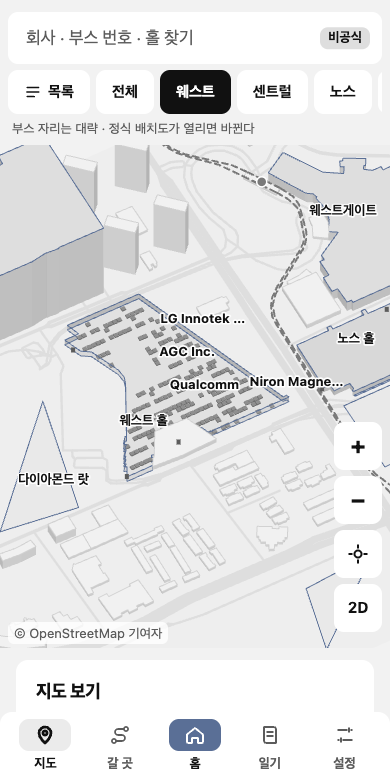 회사 · 부스 번호 · 홀 찾기
비공식
목록
전체
웨스트
센트럴
노스
부스 자리는 대략 · 정식 배치도가 열리면 바뀐다
웨스트게이트
LG Innotek ...
노스 홀
AGC Inc.
Qualcomm
Niron Magne...
웨스트 홀
다이아몬드 랏
+
−
2D
© OpenStreetMap 기여자
지도 보기
지도
갈 곳
홈
일기
설정